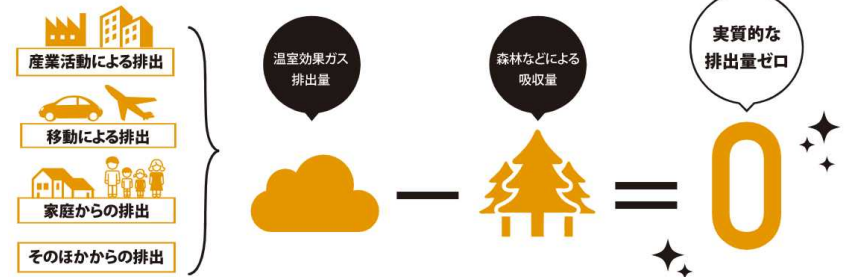 産業活動による排出
移動による排出
家庭からの排出
そのほかからの排出
温室効果ガス
排出量
森林などによる
吸収量
実質的な
排出量ゼロ
0